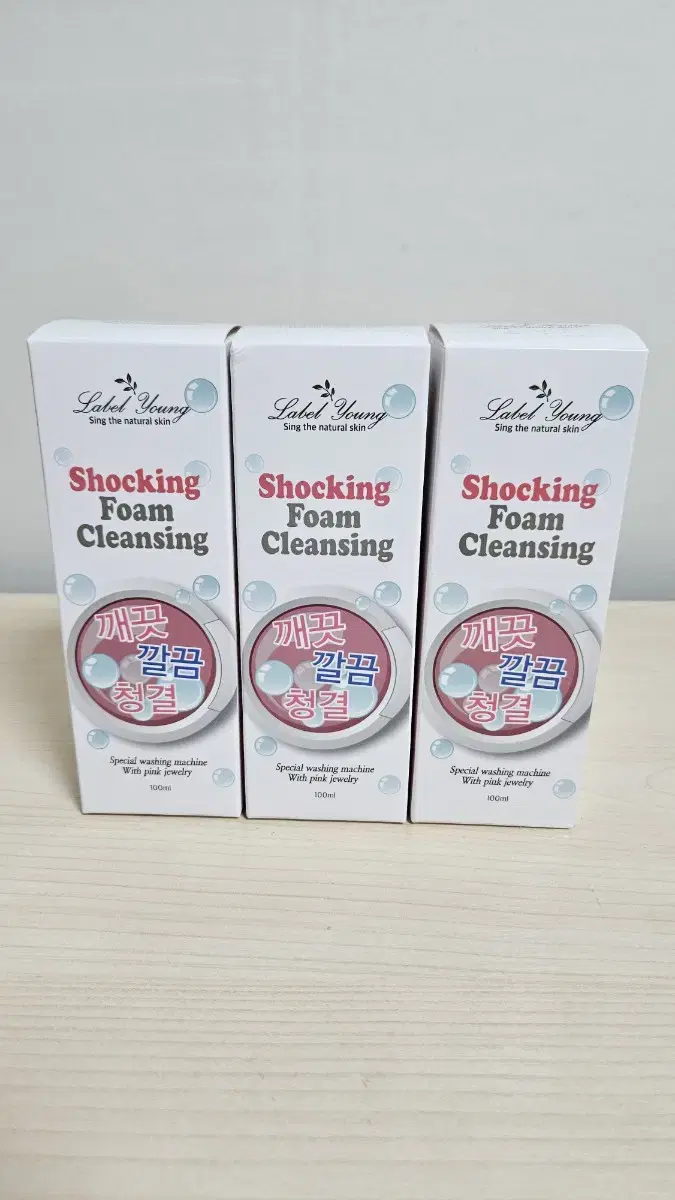 Label Young
Sing the natural skin
Shocking
Foam
Cleansing
깨끗
깔끔
청결
Special washing machine
With pink jewelry
100ml
Label Young
Sing the natural skin
Shocking
Foam
Cleansing
깨끗
깔끔
청결
Special washing machine
With pink jewelry
100ml
Label Young
Sing the natural skin
Shocking
Foam
Cleansing
깨끗
깔끔
청결
Special washing machine
With pink jewelry
100ml